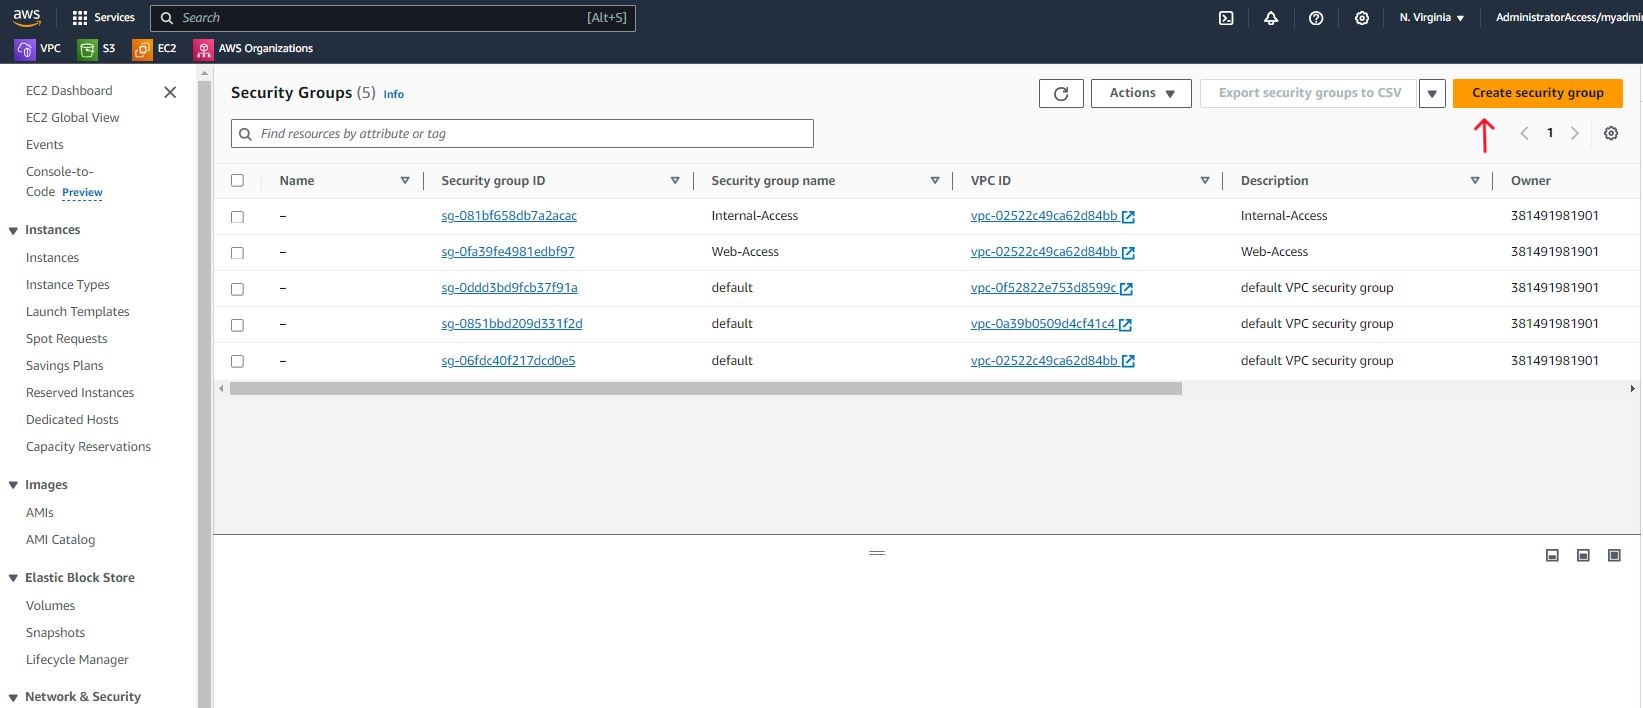 aws
Services
Search [Alt+S]
N. Virginia
AdministratorAccess/myadmi
VPC
S3
EC2
AWS Organizations
EC2 Dashboard
EC2 Global View
Events
Console-to-
Code Preview
Instances
Instances
Instance Types
Launch Templates
Spot Requests
Savings Plans
Reserved Instances
Dedicated Hosts
Capacity Reservations
Images
AMIs
AMI Catalog
Elastic Block Store
Volumes
Snapshots
Lifecycle Manager
Network & Security
Security Groups (5) Info
Actions
Export security groups to CSV
Create security group
Find resources by attribute or tag
1
Name Security group ID Security group name VPC ID Description Owner
– sg-081bf658db7a2acac Internal-Access vpc-02522c49ca62d84bb Internal-Access 381491981901
– sg-0fa39fe4981edbf97 Web-Access vpc-02522c49ca62d84bb Web-Access 381491981901
– sg-0ddd3bd9fcb37f91a default vpc-0f52822e753d8599c default VPC security group 381491981901
– sg-0851bbd209d331f2d default vpc-0a39b0509d4cf41c4 default VPC security group 381491981901
– sg-06fdc40f217dcd0e5 default vpc-02522c49ca62d84bb default VPC security group 381491981901